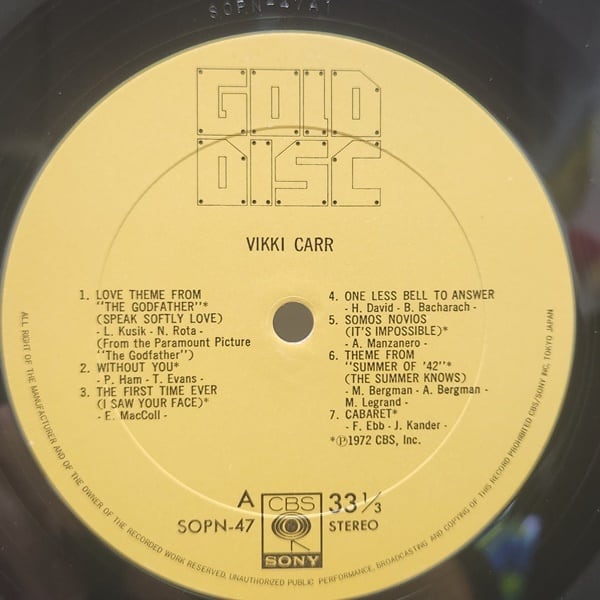 SOPN-47A1
GOLD
DISC
VIKKI CARR
1. LOVE THEME FROM
"THE GODFATHER"*
(SPEAK SOFTLY LOVE)
- L. Kusik - N. Rota -
(From the Paramount Picture
"The Godfather")
2. WITHOUT YOU*
- P. Ham - T. Evans -
3. THE FIRST TIME EVER
(I SAW YOUR FACE)*
- E. MacColl -
4. ONE LESS BELL TO ANSWER
- H. David - B. Bacharach -
5. SOMOS NOVIOS
(IT'S IMPOSSIBLE)*
- A. Manzanero -
6. THEME FROM
"SUMMER OF '42"*
(THE SUMMER KNOWS)
- M. Bergman - A. Bergman -
M. Legrand -
7. CABARET*
- F. Ebb - J. Kander -
*Ⓟ1972 CBS, Inc.
A
SOPN-47
CBS
SONY
33 1/3
STEREO
ALL RIGHT OF THE MANUFACTURER AND OF THE OWNER OF THE RECORDED WORK RESERVED. UNAUTHORIZED PUBLIC PERFORMANCE, BROADCASTING AND COPYING OF THIS RECORD PROHIBITED CBS/SONY INC. TOKYO JAPAN